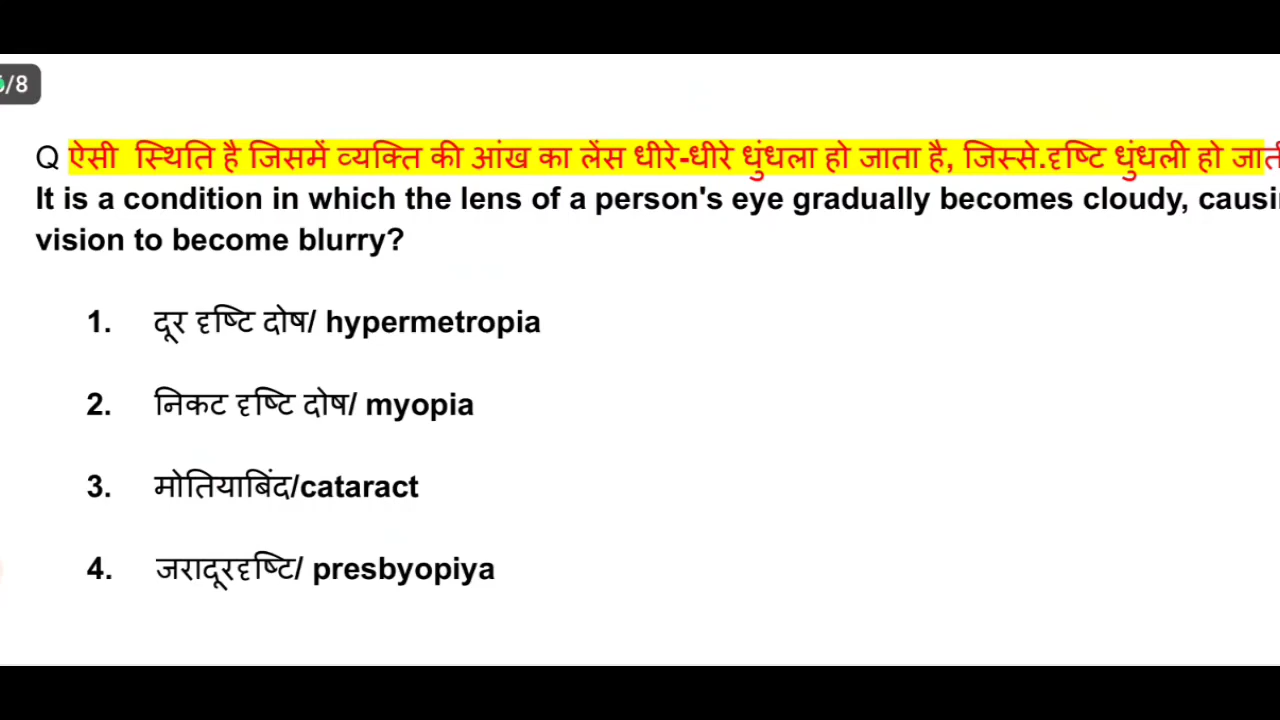 /8
Q ऐसी स्थिति है जिसमें व्यक्ति की आंख का लेंस धीरे-धीरे धुंधला हो जाता है, जिस्से.दृष्टि धुंधली हो
It is a condition in which the lens of a person's eye gradually becomes cloudy,
vision to become blurry?
1. दूर दृष्टि दोष/ hypermetropia
2. निकट दृष्टि दोष/ myopia
3. मोतियाबिंद/cataract
4. जरादूरदृष्टि/ presbyopiya